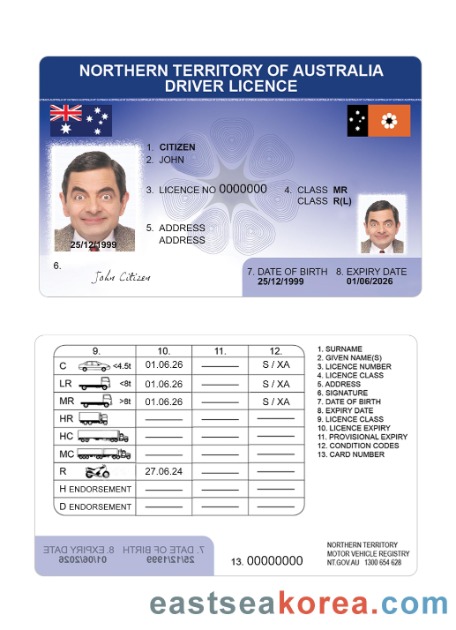 NORTHERN TERRITORY OF AUSTRALIA
DRIVER LICENCE
1. CITIZEN
2. JOHN
3. LICENCE NO 0000000
4. CLASS MR
CLASS R(L)
5. ADDRESS
ADDRESS
25/12/1999
6.
John Citizen
7. DATE OF BIRTH 8. EXPIRY DATE
25/12/1999 01/06/2026
9. 10. 11. 12.
C <4.5t 01.06.26 S / XA
LR <8t 01.06.26 S / XA
MR >8t 01.06.26 S / XA
HR
HC
MC
R 27.06.24
H ENDORSEMENT
D ENDORSEMENT
1. SURNAME
2. GIVEN NAME(S)
3. LICENCE NUMBER
4. LICENCE CLASS
5. ADDRESS
6. SIGNATURE
7. DATE OF BIRTH
8. EXPIRY DATE
9. LICENCE CLASS
10. LICENCE EXPIRY
11. PROVISIONAL EXPIRY
12. CONDITION CODES
13. CARD NUMBER
7. DATE OF BIRTH 8. EXPIRY DATE
25/12/1999 01/06/2026
13. 00000000
NORTHERN TERRITORY
MOTOR VEHICLE REGISTRY
NT.GOV.AU 1300 654 628
eastseakorea.com